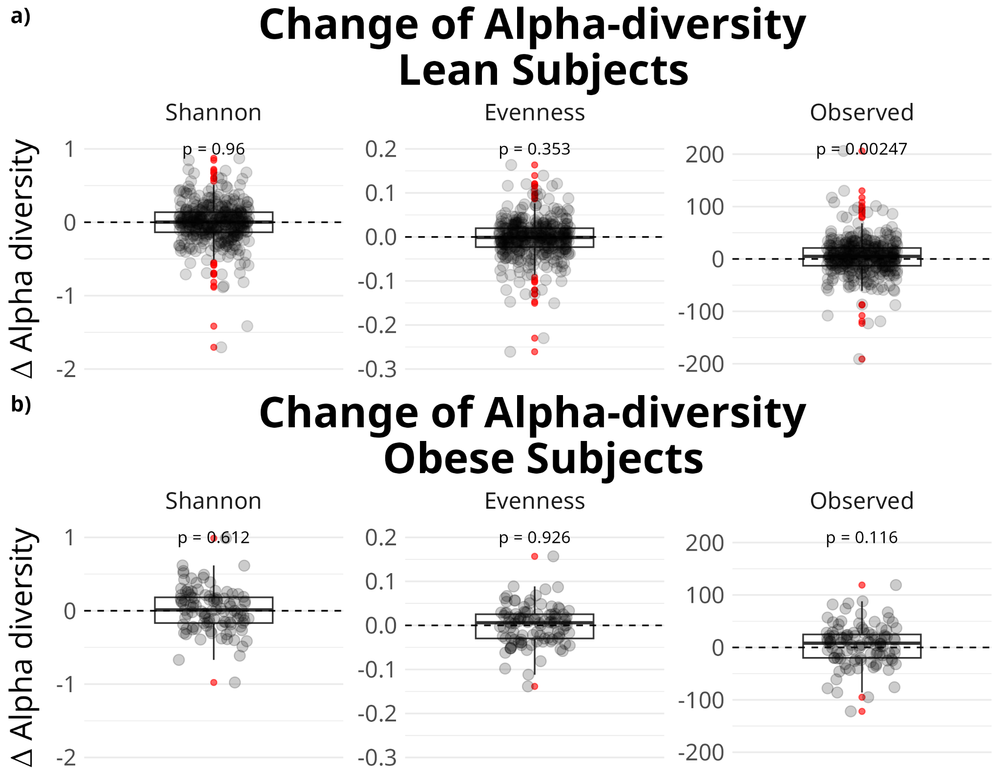 a)
Change of Alpha-diversity
Lean Subjects
Shannon
Evenness
Observed
Δ Alpha diversity
1
0
-1
-2
p = 0.96
0.2
0.1
0.0
-0.1
-0.2
-0.3
p = 0.353
200
100
0
-100
-200
p = 0.00247
b)
Change of Alpha-diversity
Obese Subjects
Shannon
Evenness
Observed
Δ Alpha diversity
1
0
-1
-2
p = 0.612
0.2
0.1
0.0
-0.1
-0.2
-0.3
p = 0.926
200
100
0
-100
-200
p = 0.116